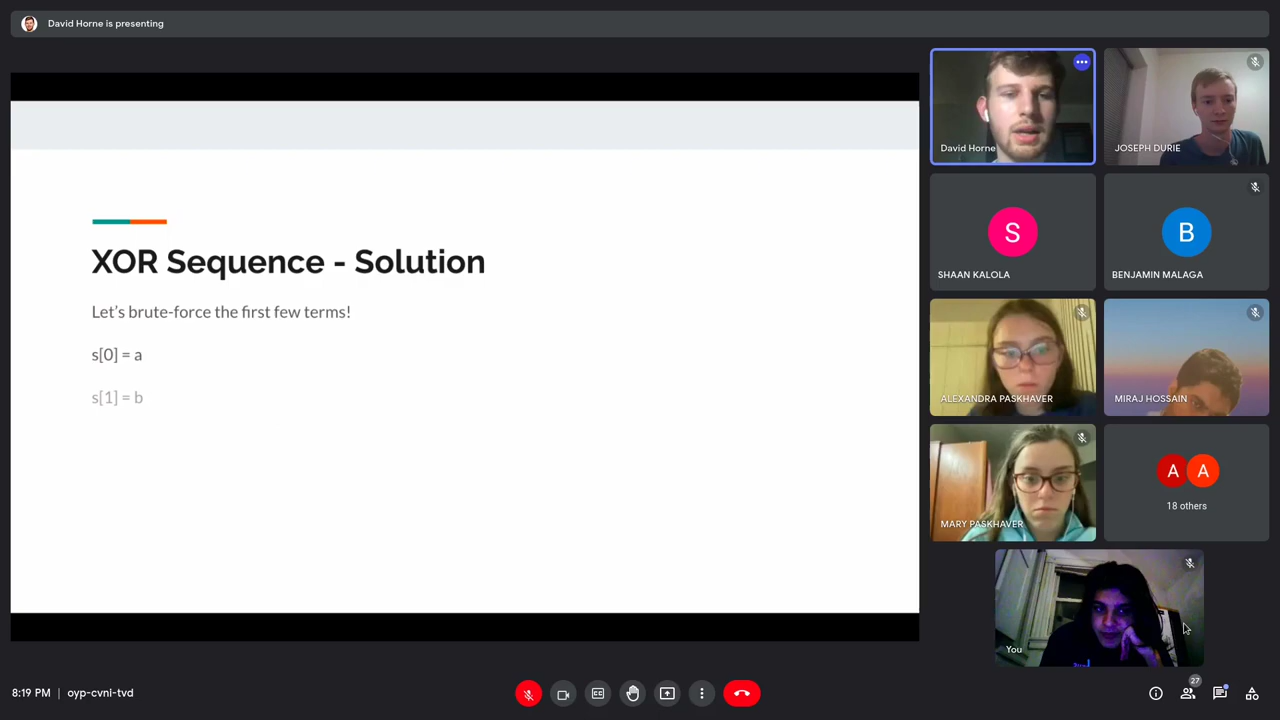 David Horne is presenting
XOR Sequence - Solution
Let's brute-force the first few terms!
s[0] = a
s[1] = b
David Horne
JOSEPH DURIE
S
SHAAN KALOLA
B
BENJAMIN MALAGA
ALEXANDRA PASKHAVER
MIRAJ HOSSAIN
MARY PASKHAVER
A A
18 others
You
8:19 PM | oyp-cvni-tvd
27